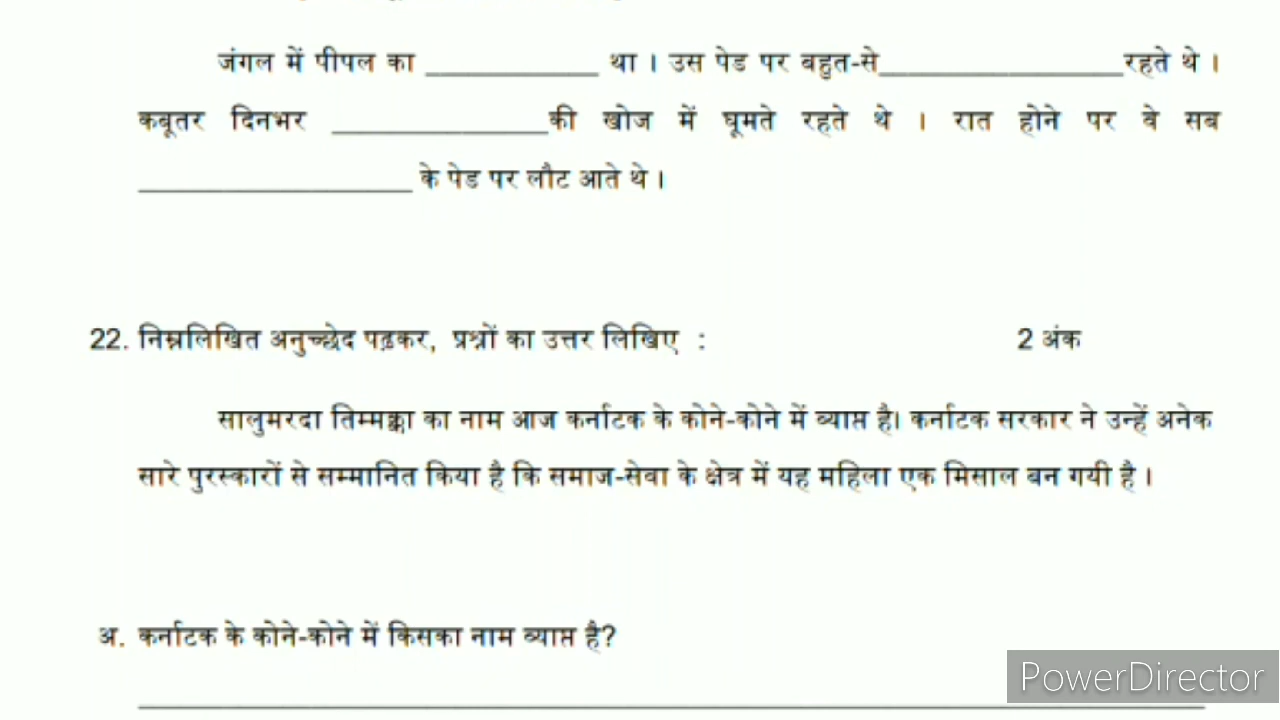 जंगल में पीपल का ____________ था । उस पेड पर बहुत-से_________________रहते थे ।
कबूतर दिनभर _______________की खोज में घूमते रहते थे । रात होने पर वे सब
___________________ के पेड पर लौट आते थे ।
22. निम्नलिखित अनुच्छेद पढ़कर, प्रश्नों का उत्तर लिखिए : 2 अंक
सालुमरदा तिम्मक्का का नाम आज कर्नाटक के कोने-कोने में व्याप्त है। कर्नाटक सरकार ने उन्हें अनेक
सारे पुरस्कारों से सम्मानित किया है कि समाज-सेवा के क्षेत्र में यह महिला एक मिसाल बन गयी है ।
अ. कर्नाटक के कोने-कोने में किसका नाम व्याप्त है?
PowerDirector